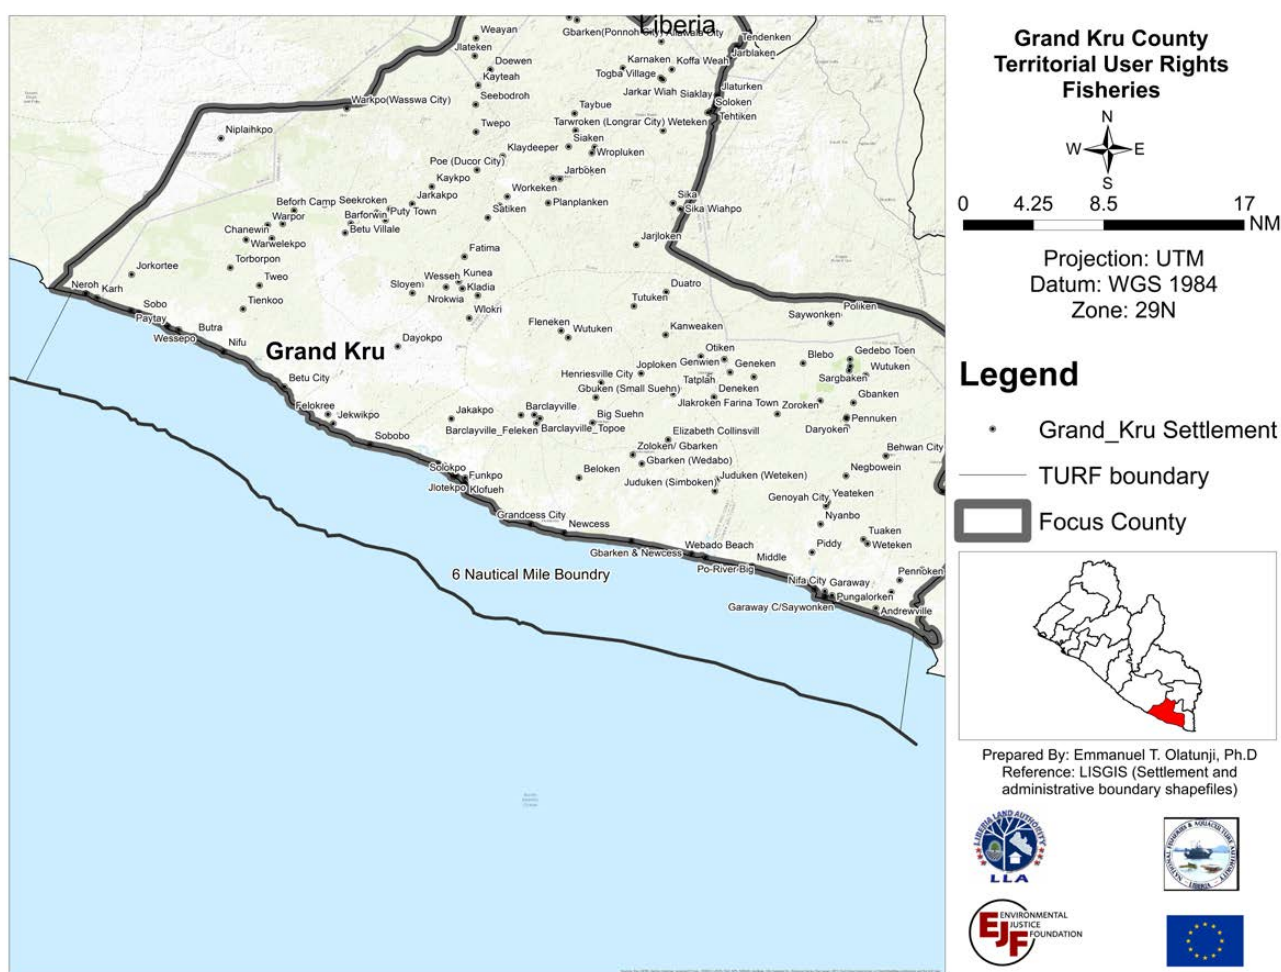 Liberia
Weayan
Gbarken(Ponnoh City)
Tendenken
Jlateken
Jarblaken
Doewen
Karnaken
Koffa Weah
Togba Village
Kayteah
Jarkar Wiah
Siaklay
Jlaturken
Warkpo(Wasswa City)
Seebodroh
Taybue
Soloken
Tarwroken (Longrar City)
Weteken
Tehtiken
Niplaihkpo
Twepo
Siaken
Klaydeeper
Wropluken
Poe (Ducor City)
Kaykpo
Jarboken
Workeken
Jarkakpo
Planplanken
Sika
Beforh Camp
Seekroken
Puty Town
Satiken
Sika Wiahpo
Warpor
Barforwin
Chanewin
Betu Villale
Warwelekpo
Jarjloken
Fatima
Torborpon
Jorkortee
Tweo
Wesseh
Kunea
Sloyen
Kladia
Duatro
Neroh
Karh
Nrokwia
Tienkoo
Tutuken
Poliken
Sobo
Wlokri
Saywonken
Paytay
Butra
Fleneken
Wutuken
Kanweaken
Wessepo
Nifu
Dayokpo
Grand Kru
Otiken
Blebo
Gedebo Toen
Genwien
Geneken
Wutuken
Henriesville City
Joploken
Tatplah
Sargbaken
Betu City
Gbuken (Small Suehn)
Deneken
Jlakroken
Farina Town
Zoroken
Gbanken
Felokree
Jekwikpo
Jakakpo
Barclayville
Big Suehn
Pennuken
Barclayville_Feleken
Barclayville_Topoe
Elizabeth Collinsvill
Daryoken
Sobobo
Zoloken/ Gbarken
Behwan City
Solokpo
Funkpo
Beloken
Gbarken (Wedabo)
Juduken (Weteken)
Negbowein
Jlotekpo
Klofueh
Juduken (Simboken)
Genoyah City
Yeateken
Grandcess City
Newcess
Nyanbo
Tuaken
Gbarken & Newcess
Webado Beach
Piddy
Weteken
Po-River Big
Middle
Pennoken
Nifa City
Garaway
Pungalorken
Garaway C/Saywonken
Andrewville
6 Nautical Mile Boundry
Grand Kru County
Territorial User Rights
Fisheries
N
W E
S
0 4.25 8.5 17
NM
Projection: UTM
Datum: WGS 1984
Zone: 29N
Legend
Grand_Kru Settlement
TURF boundary
Focus County
Prepared By: Emmanuel T. Olatunji, Ph.D
Reference: LISGIS (Settlement and
administrative boundary shapefiles)
LIBERIA LAND AUTHORITY
LLA
NATIONAL FISHERIES & AQUACULTURE AUTHORITY
LIBERIA
EJF
ENVIRONMENTAL
JUSTICE
FOUNDATION